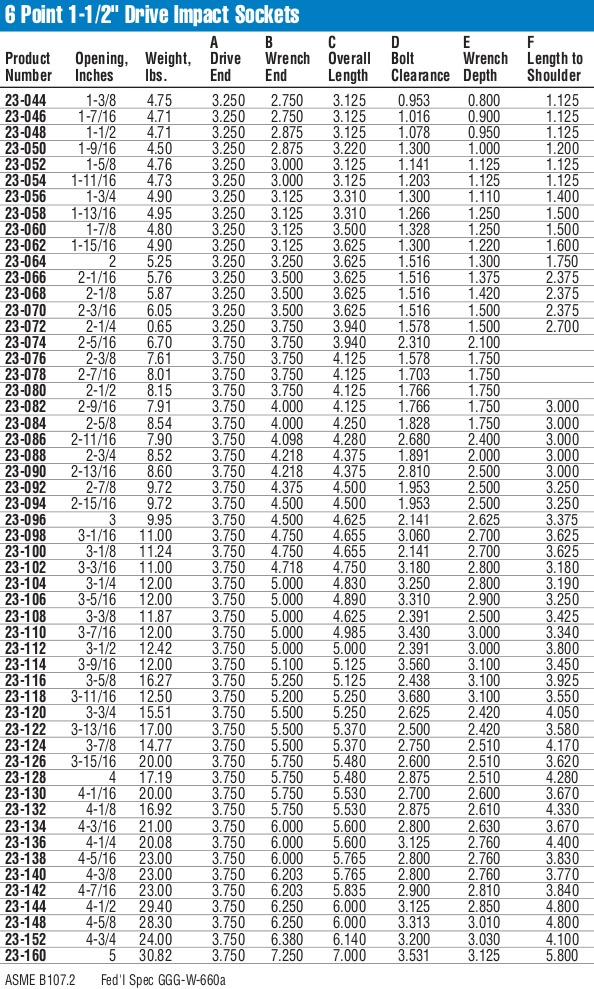 6 Point 1-1/2" Drive Impact Sockets
A B C D E F
Product Opening, Weight, Drive Wrench Overall Bolt Wrench Length to
Number Inches lbs. End End Length Clearance Depth Shoulder
23-044 1-3/8 4.75 3.250 2.750 3.125 0.953 0.800 1.125
23-046 1-7/16 4.71 3.250 2.750 3.125 1.016 0.900 1.125
23-048 1-1/2 4.71 3.250 2.875 3.125 1.078 0.950 1.125
23-050 1-9/16 4.50 3.250 2.875 3.220 1.300 1.000 1.200
23-052 1-5/8 4.76 3.250 3.000 3.125 1.141 1.125 1.125
23-054 1-11/16 4.73 3.250 3.000 3.125 1.203 1.125 1.125
23-056 1-3/4 4.90 3.250 3.125 3.310 1.300 1.110 1.400
23-058 1-13/16 4.95 3.250 3.125 3.310 1.266 1.250 1.500
23-060 1-7/8 4.80 3.250 3.125 3.500 1.328 1.250 1.500
23-062 1-15/16 4.90 3.250 3.125 3.625 1.300 1.220 1.600
23-064 2 5.25 3.250 3.250 3.625 1.516 1.300 1.750
23-066 2-1/16 5.76 3.250 3.500 3.625 1.516 1.375 2.375
23-068 2-1/8 5.87 3.250 3.500 3.625 1.516 1.420 2.375
23-070 2-3/16 6.05 3.250 3.500 3.625 1.516 1.500 2.375
23-072 2-1/4 0.65 3.250 3.750 3.940 1.578 1.500 2.700
23-074 2-5/16 6.70 3.750 3.750 3.940 2.310 2.100
23-076 2-3/8 7.61 3.750 3.750 4.125 1.578 1.750
23-078 2-7/16 8.01 3.750 3.750 4.125 1.703 1.750
23-080 2-1/2 8.15 3.750 3.750 4.125 1.766 1.750
23-082 2-9/16 7.91 3.750 4.000 4.125 1.766 1.750 3.000
23-084 2-5/8 8.54 3.750 4.000 4.250 1.828 1.750 3.000
23-086 2-11/16 7.90 3.750 4.098 4.280 2.680 2.400 3.000
23-088 2-3/4 8.52 3.750 4.218 4.375 1.891 2.000 3.000
23-090 2-13/16 8.60 3.750 4.218 4.375 2.810 2.500 3.000
23-092 2-7/8 9.72 3.750 4.375 4.500 1.953 2.500 3.250
23-094 2-15/16 9.72 3.750 4.500 4.500 1.953 2.500 3.250
23-096 3 9.95 3.750 4.500 4.625 2.141 2.625 3.375
23-098 3-1/16 11.00 3.750 4.750 4.655 3.060 2.700 3.625
23-100 3-1/8 11.24 3.750 4.750 4.655 2.141 2.700 3.625
23-102 3-3/16 11.00 3.750 4.718 4.750 3.180 2.800 3.180
23-104 3-1/4 12.00 3.750 5.000 4.830 3.250 2.800 3.190
23-106 3-5/16 12.00 3.750 5.000 4.890 3.310 2.900 3.250
23-108 3-3/8 11.87 3.750 5.000 4.625 2.391 2.500 3.425
23-110 3-7/16 12.00 3.750 5.000 4.985 3.430 3.000 3.340
23-112 3-1/2 12.42 3.750 5.000 5.000 2.391 3.000 3.800
23-114 3-9/16 12.00 3.750 5.100 5.125 3.560 3.100 3.450
23-116 3-5/8 16.27 3.750 5.250 5.125 2.438 3.100 3.925
23-118 3-11/16 12.50 3.750 5.200 5.250 3.680 3.100 3.550
23-120 3-3/4 15.51 3.750 5.500 5.250 2.625 2.420 4.050
23-122 3-13/16 17.00 3.750 5.500 5.370 2.500 2.420 3.580
23-124 3-7/8 14.77 3.750 5.500 5.370 2.750 2.510 4.170
23-126 3-15/16 20.00 3.750 5.750 5.480 2.600 2.510 3.620
23-128 4 17.19 3.750 5.750 5.480 2.875 2.510 4.280
23-130 4-1/16 20.00 3.750 5.750 5.530 2.700 2.600 3.670
23-132 4-1/8 16.92 3.750 5.750 5.530 2.875 2.610 4.330
23-134 4-3/16 21.00 3.750 6.000 5.600 2.800 2.630 3.670
23-136 4-1/4 20.08 3.750 6.000 5.600 3.125 2.760 4.400
23-138 4-5/16 23.00 3.750 6.000 5.765 2.800 2.760 3.830
23-140 4-3/8 23.00 3.750 6.203 5.765 2.800 2.760 3.770
23-142 4-7/16 23.00 3.750 6.203 5.835 2.900 2.810 3.840
23-144 4-1/2 29.40 3.750 6.250 6.000 3.125 2.850 4.800
23-148 4-5/8 28.30 3.750 6.250 6.000 3.313 3.010 4.800
23-152 4-3/4 24.00 3.750 6.380 6.140 3.200 3.030 4.100
23-160 5 30.82 3.750 7.250 7.000 3.531 3.125 5.800
ASME B107.2 Fed'l Spec GGG-W-660a